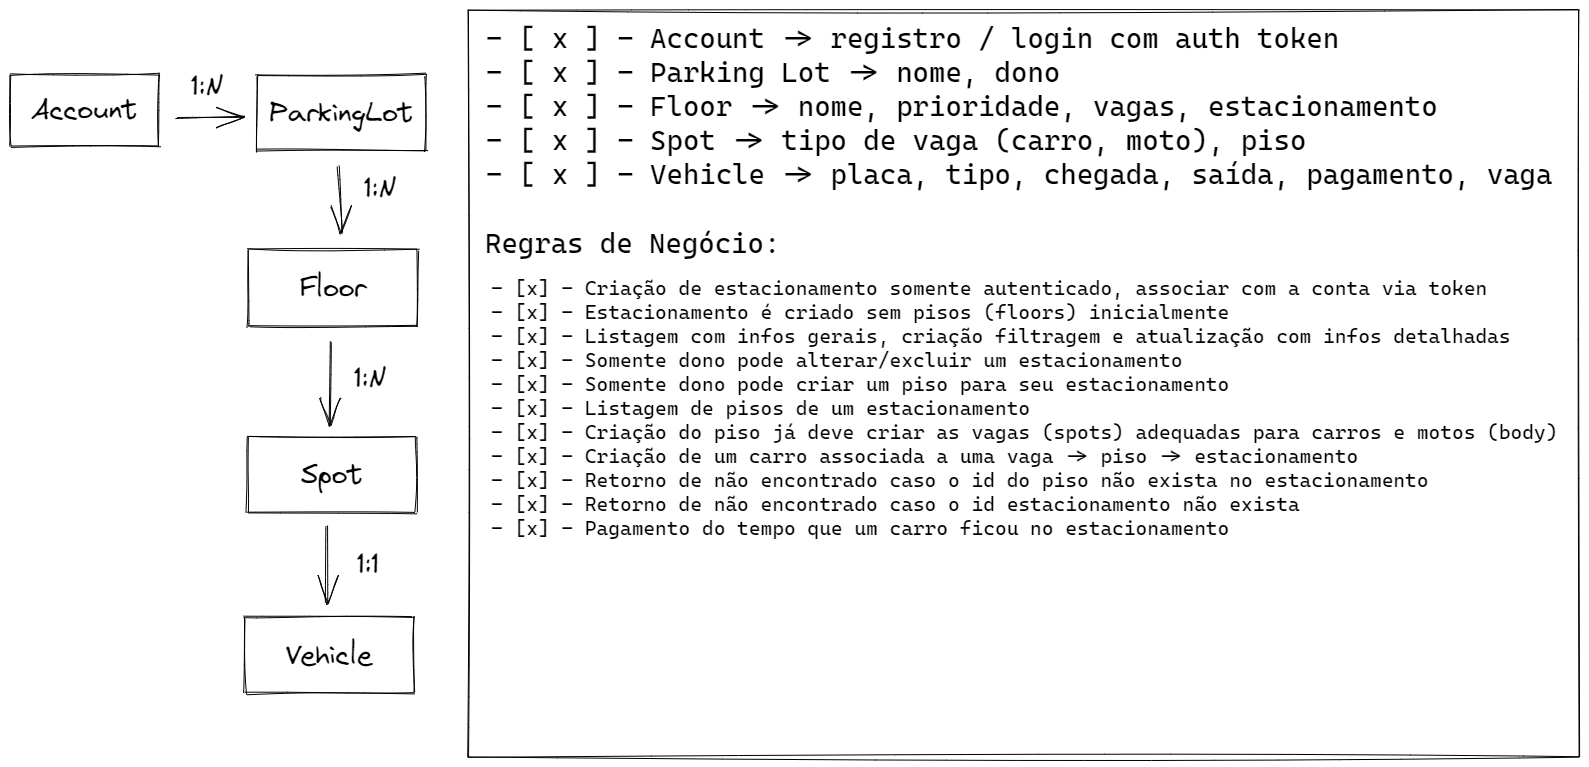 Account
1:N
ParkingLot
1:N
Floor
1:N
Spot
1:1
Vehicle
- [ x ] - Account -> registro / login com auth token
- [ x ] - Parking Lot -> nome, dono
- [ x ] - Floor -> nome, prioridade, vagas, estacionamento
- [ x ] - Spot -> tipo de vaga (carro, moto), piso
- [ x ] - Vehicle -> placa, tipo, chegada, saída, pagamento, vaga
Regras de Negócio:
- [x] - Criação de estacionamento somente autenticado, associar com a conta via token
- [x] - Estacionamento é criado sem pisos (floors) inicialmente
- [x] - Listagem com infos gerais, criação filtragem e atualização com infos detalhadas
- [x] - Somente dono pode alterar/excluir um estacionamento
- [x] - Somente dono pode criar um piso para seu estacionamento
- [x] - Listagem de pisos de um estacionamento
- [x] - Criação do piso já deve criar as vagas (spots) adequadas para carros e motos (body)
- [x] - Criação de um carro associada a uma vaga -> piso -> estacionamento
- [x] - Retorno de não encontrado caso o id do piso não exista no estacionamento
- [x] - Retorno de não encontrado caso o id estacionamento não exista
- [x] - Pagamento do tempo que um carro ficou no estacionamento